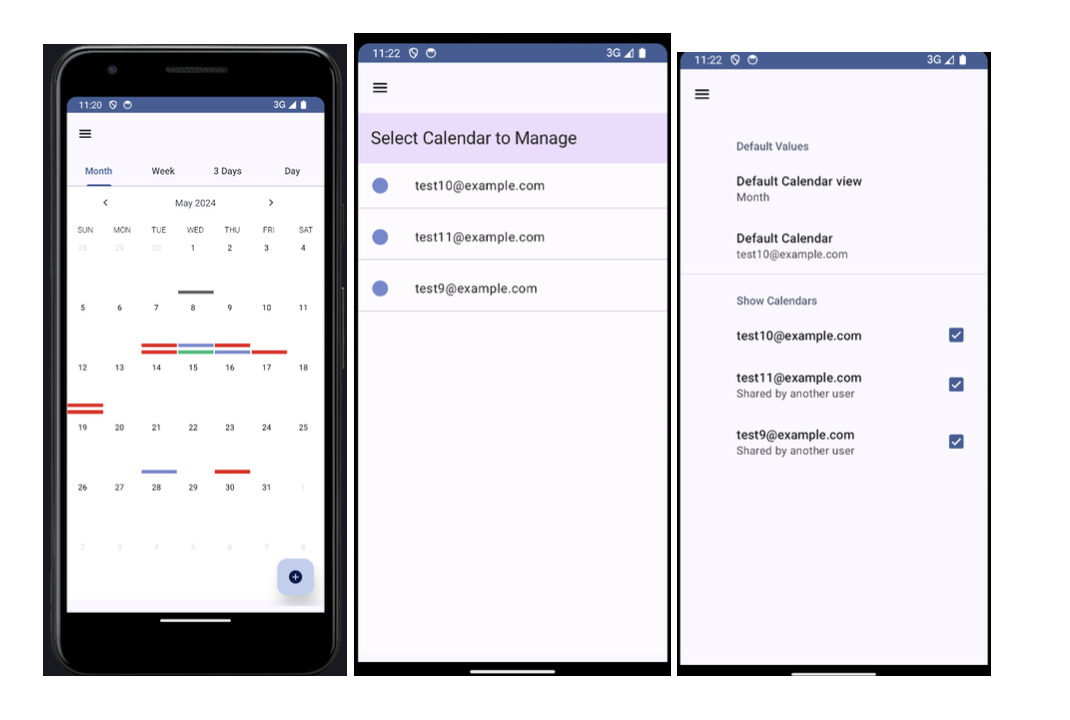 11:20 3G
Month Week 3 Days Day
May 2024
SUN MON TUE WED THU FRI SAT
28 29 30 1 2 3 4
5 6 7 8 9 10 11
12 13 14 15 16 17 18
19 20 21 22 23 24 25
26 27 28 29 30 31 1
2 3 4 5 6 7 8
11:22 3G
Select Calendar to Manage
test10@example.com
test11@example.com
test9@example.com
11:22 3G
Default Values
Default Calendar view
Month
Default Calendar
test10@example.com
Show Calendars
test10@example.com
test11@example.com
Shared by another user
test9@example.com
Shared by another user